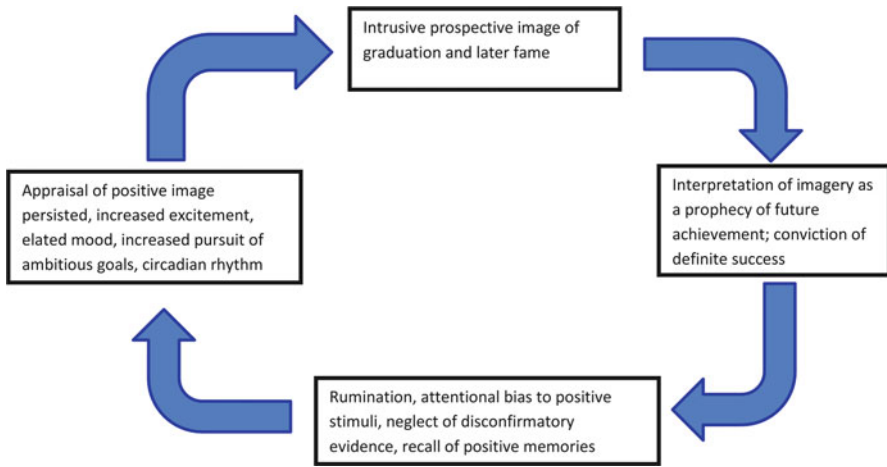 Intrusive prospective image of
graduation and later fame
Interpretation of imagery as
a prophecy of future
achievement; conviction of
definite success
Rumination, attentional bias to positive
stimuli, neglect of disconfirmatory
evidence, recall of positive memories
Appraisal of positive image
persisted, increased excitement,
elated mood, increased pursuit of
ambitious goals, circadian rhythm